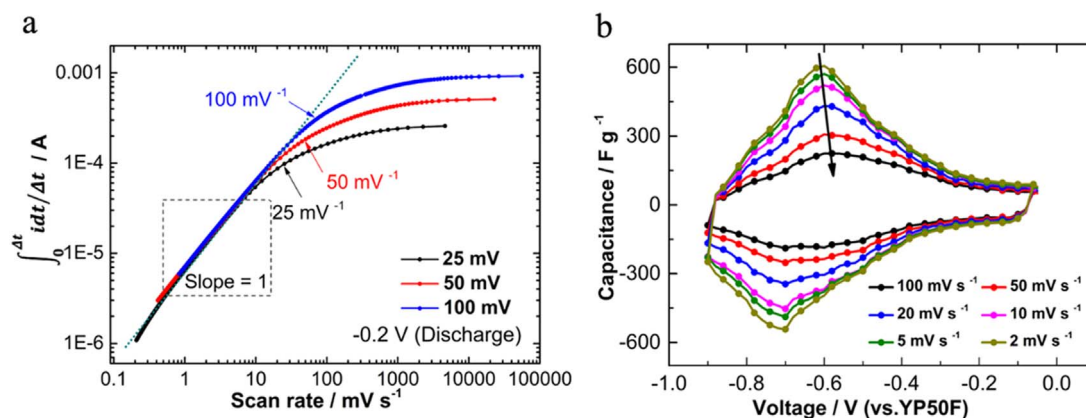 a
∫₀^Δt idt/Δt / A
0.001
1E-4
1E-5
1E-6
100 mV ⁻¹
50 mV ⁻¹
25 mV ⁻¹
Slope = 1
25 mV
50 mV
100 mV
-0.2 V (Discharge)
0.1 1 10 100 1000 10000 100000
Scan rate / mV s⁻¹
b
Capacitance / F g⁻¹
600
300
0
-300
-600
100 mV s⁻¹ 50 mV s⁻¹
20 mV s⁻¹ 10 mV s⁻¹
5 mV s⁻¹ 2 mV s⁻¹
-1.0 -0.8 -0.6 -0.4 -0.2 0.0
Voltage / V (vs.YP50F)